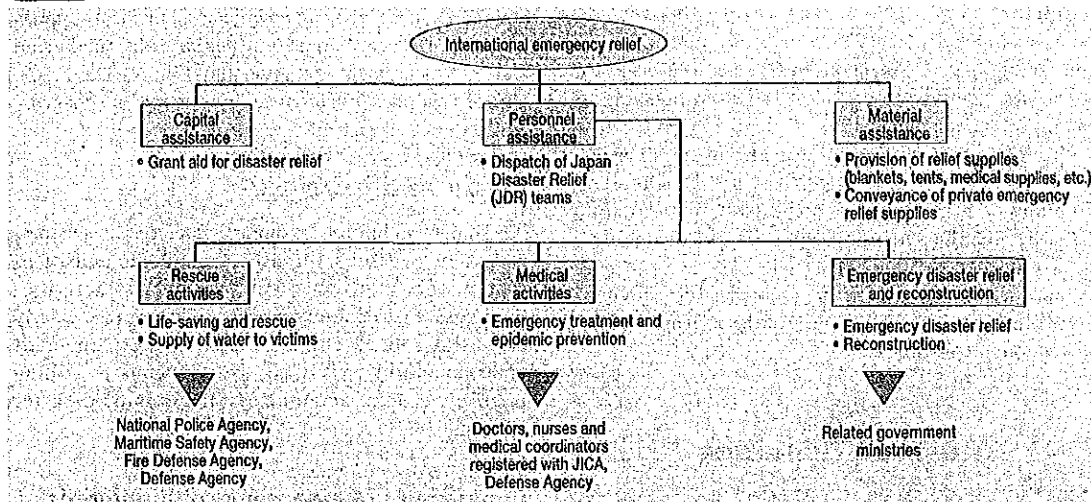 International emergency relief
Capital
assistance
• Grant aid for disaster relief
Personnel
assistance
• Dispatch of Japan
Disaster Relief
(JDR) teams
Material
assistance
• Provision of relief supplies
(blankets, tents, medical supplies, etc.)
• Conveyance of private emergency
relief supplies
Rescue
activities
• Life-saving and rescue
• Supply of water to victims
National Police Agency,
Maritime Safety Agency,
Fire Defense Agency,
Defense Agency
Medical
activities
• Emergency treatment and
epidemic prevention
Doctors, nurses and
medical coordinators
registered with JICA,
Defense Agency
Emergency disaster relief
and reconstruction
• Emergency disaster relief
• Reconstruction
Related government
ministries